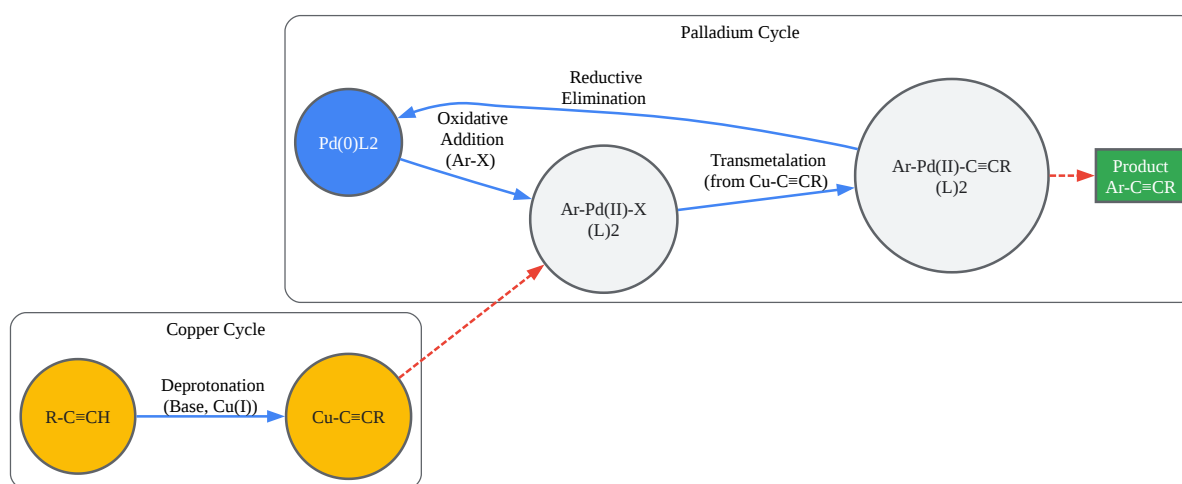 Palladium Cycle
Reductive
Elimination
Pd(0)L2
Oxidative
Addition
(Ar-X)
Ar-Pd(II)-X
(L)2
Transmetalation
(from Cu-C≡CR)
Ar-Pd(II)-C≡CR
(L)2
Product
Ar-C≡CR
Copper Cycle
R-C≡CH
Deprotonation
(Base, Cu(I))
Cu-C≡CR